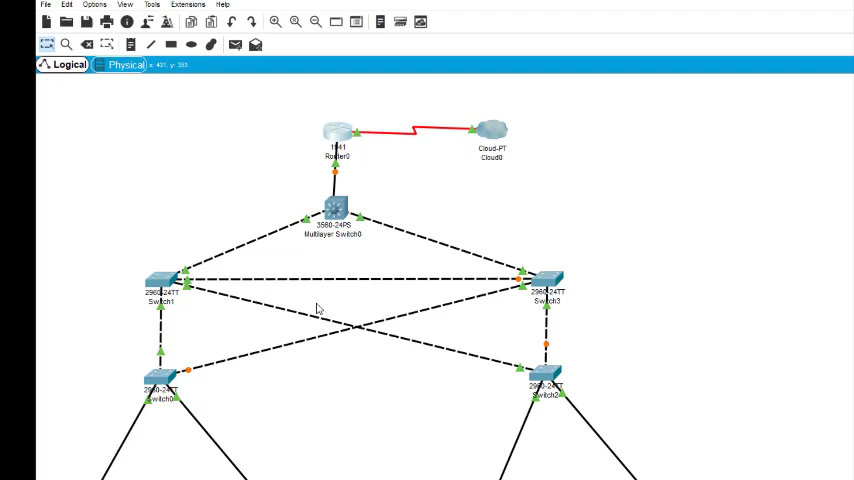 File Edit Options View Tools Extensions Help
Logical Physical x: 431, y: 353
1941
Router0
Cloud-PT
Cloud0
3560-24PS
Multilayer Switch0
2960-24TT
Switch1
2960-24TT
Switch3
2960-24TT
Switch0
2960-24TT
Switch2